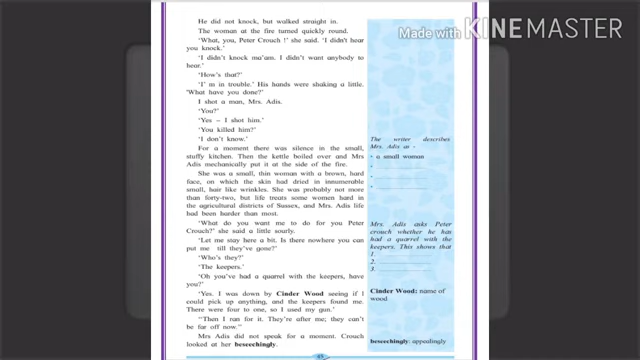 Made with KINEMASTER
He did not knock, but walked straight in.
The woman at the fire turned quickly round.
'What, you, Peter Crouch !' she said. 'I didn't hear
you knock.'
'I didn't knock ma'am. I didn't want anybody to
hear.'
'How's that?'
'I' m in trouble.' His hands were shaking a little.
'What have you done?'
I shot a man, Mrs. Adis.
'You?'
'Yes – I shot him.'
'You killed him?'
'I don't know.'
For a moment there was silence in the small,
stuffy kitchen. Then the kettle boiled over and Mrs
Adis mechanically put it at the side of the fire.
She was a small, thin woman with a brown, hard
face, on which the skin had dried in innumerable
small, hair like wrinkles. She was probably not more
than forty-two, but life treats some women hard in
the agricultural districts of Sussex, and Mrs. Adis life
had been harder than most.
'What do you want me to do for you Peter
Crouch?' she said a little sourly.
'Let me stay here a bit. Is there nowhere you can
put me till they've gone?'
'Who's they?'
'The keepers.'
'Oh you've had a quarrel with the keepers, have
you?'
'Yes. I was down by Cinder Wood seeing if I
could pick up anything, and the keepers found me.
There were four to one, so I used my gun.'
"Then I ran for it. They're after me; they can't
be far off now."
Mrs Adis did not speak for a moment. Crouch
looked at her beseechingly.
The writer describes
Mrs. Adis as -
- a small woman
-
-
-
Mrs. Adis asks Peter
crouch whether he has
had a quarrel with the
keepers. This shows that
1.
2.
3.
Cinder Wood: name of
wood
beseechingly: appealingly
49